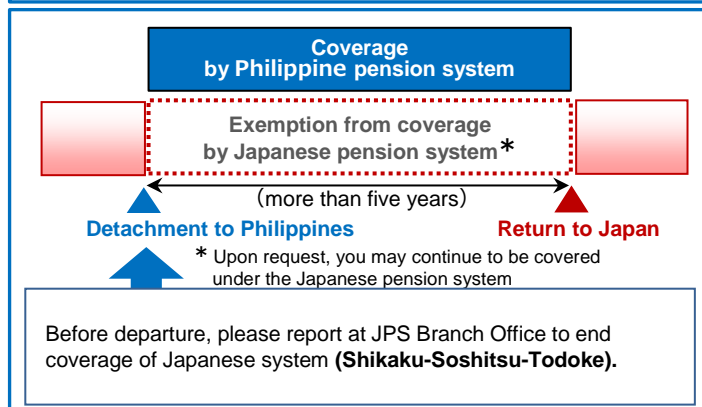 Coverage
by Philippine pension system
Exemption from coverage
by Japanese pension system*
(more than five years)
Detachment to Philippines
Return to Japan
* Upon request, you may continue to be covered
under the Japanese pension system
Before departure, please report at JPS Branch Office to end
coverage of Japanese system (Shikaku-Soshitsu-Todoke).